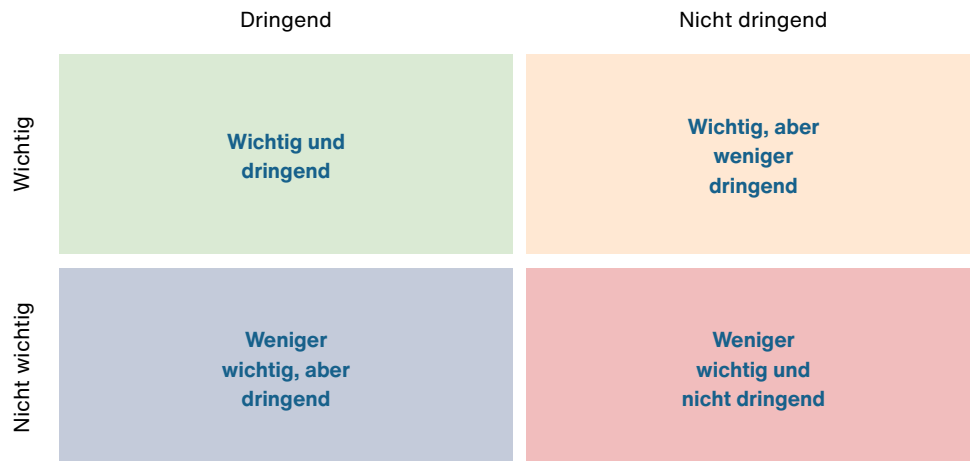 Dringend
Nicht dringend
Wichtig
Wichtig und
dringend
Wichtig, aber
weniger
dringend
Nicht wichtig
Weniger
wichtig, aber
dringend
Weniger
wichtig und
nicht dringend